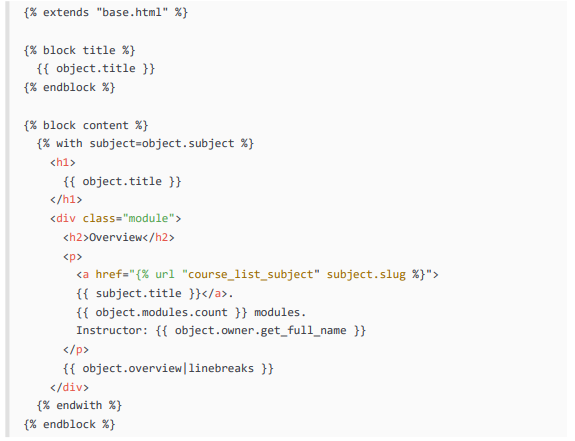 {% extends "base.html" %}
{% block title %}
{{ object.title }}
{% endblock %}
{% block content %}
{% with subject=object.subject %}
<h1>
{{ object.title }}
</h1>
<div class="module">
<h2>Overview</h2>
<p>
<a href="{% url "course_list_subject" subject.slug %}">
{{ subject.title }}</a>.
{{ object.modules.count }} modules.
Instructor: {{ object.owner.get_full_name }}
</p>
{{ object.overview|linebreaks }}
</div>
{% endwith %}
{% endblock %}